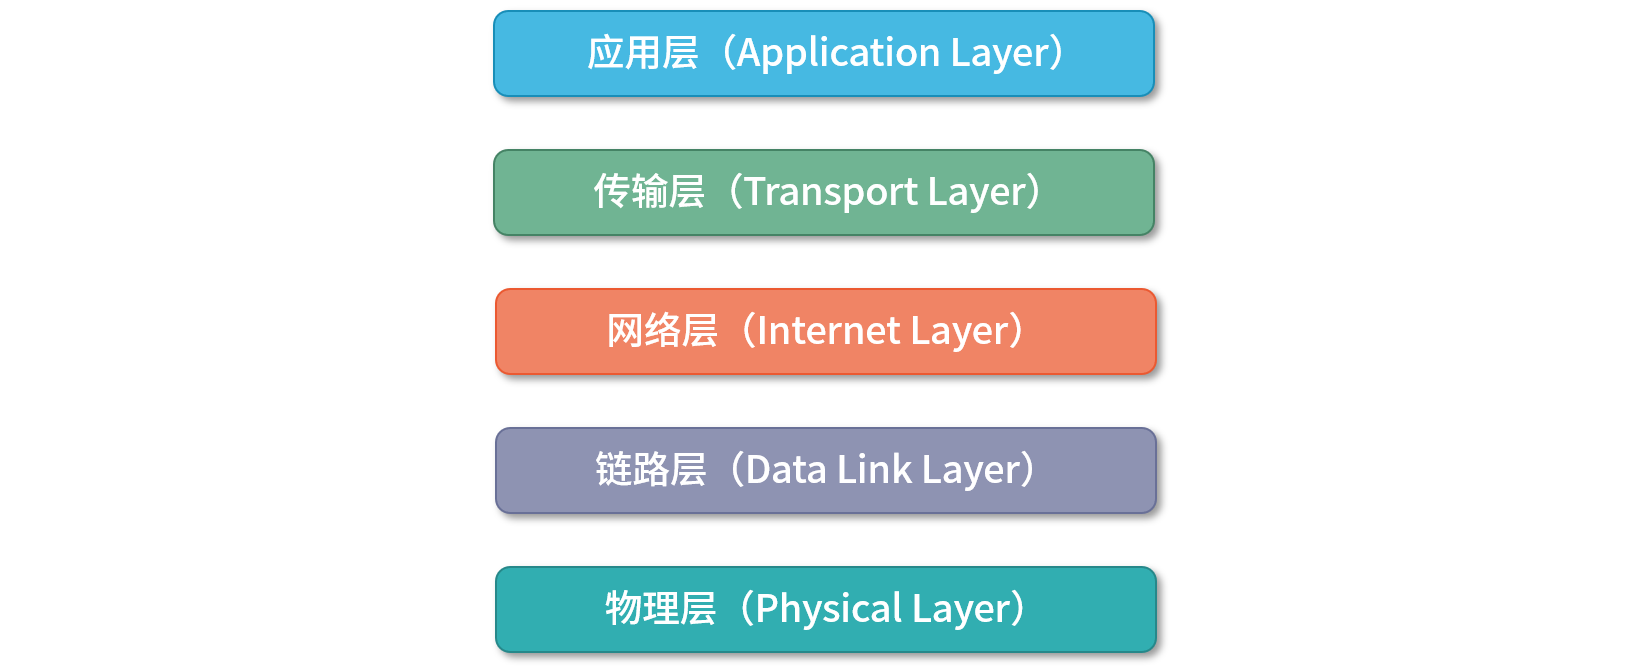 应用层（Application Layer）
传输层（Transport Layer）
网络层（Internet Layer）
链路层（Data Link Layer）
物理层（Physical Layer）